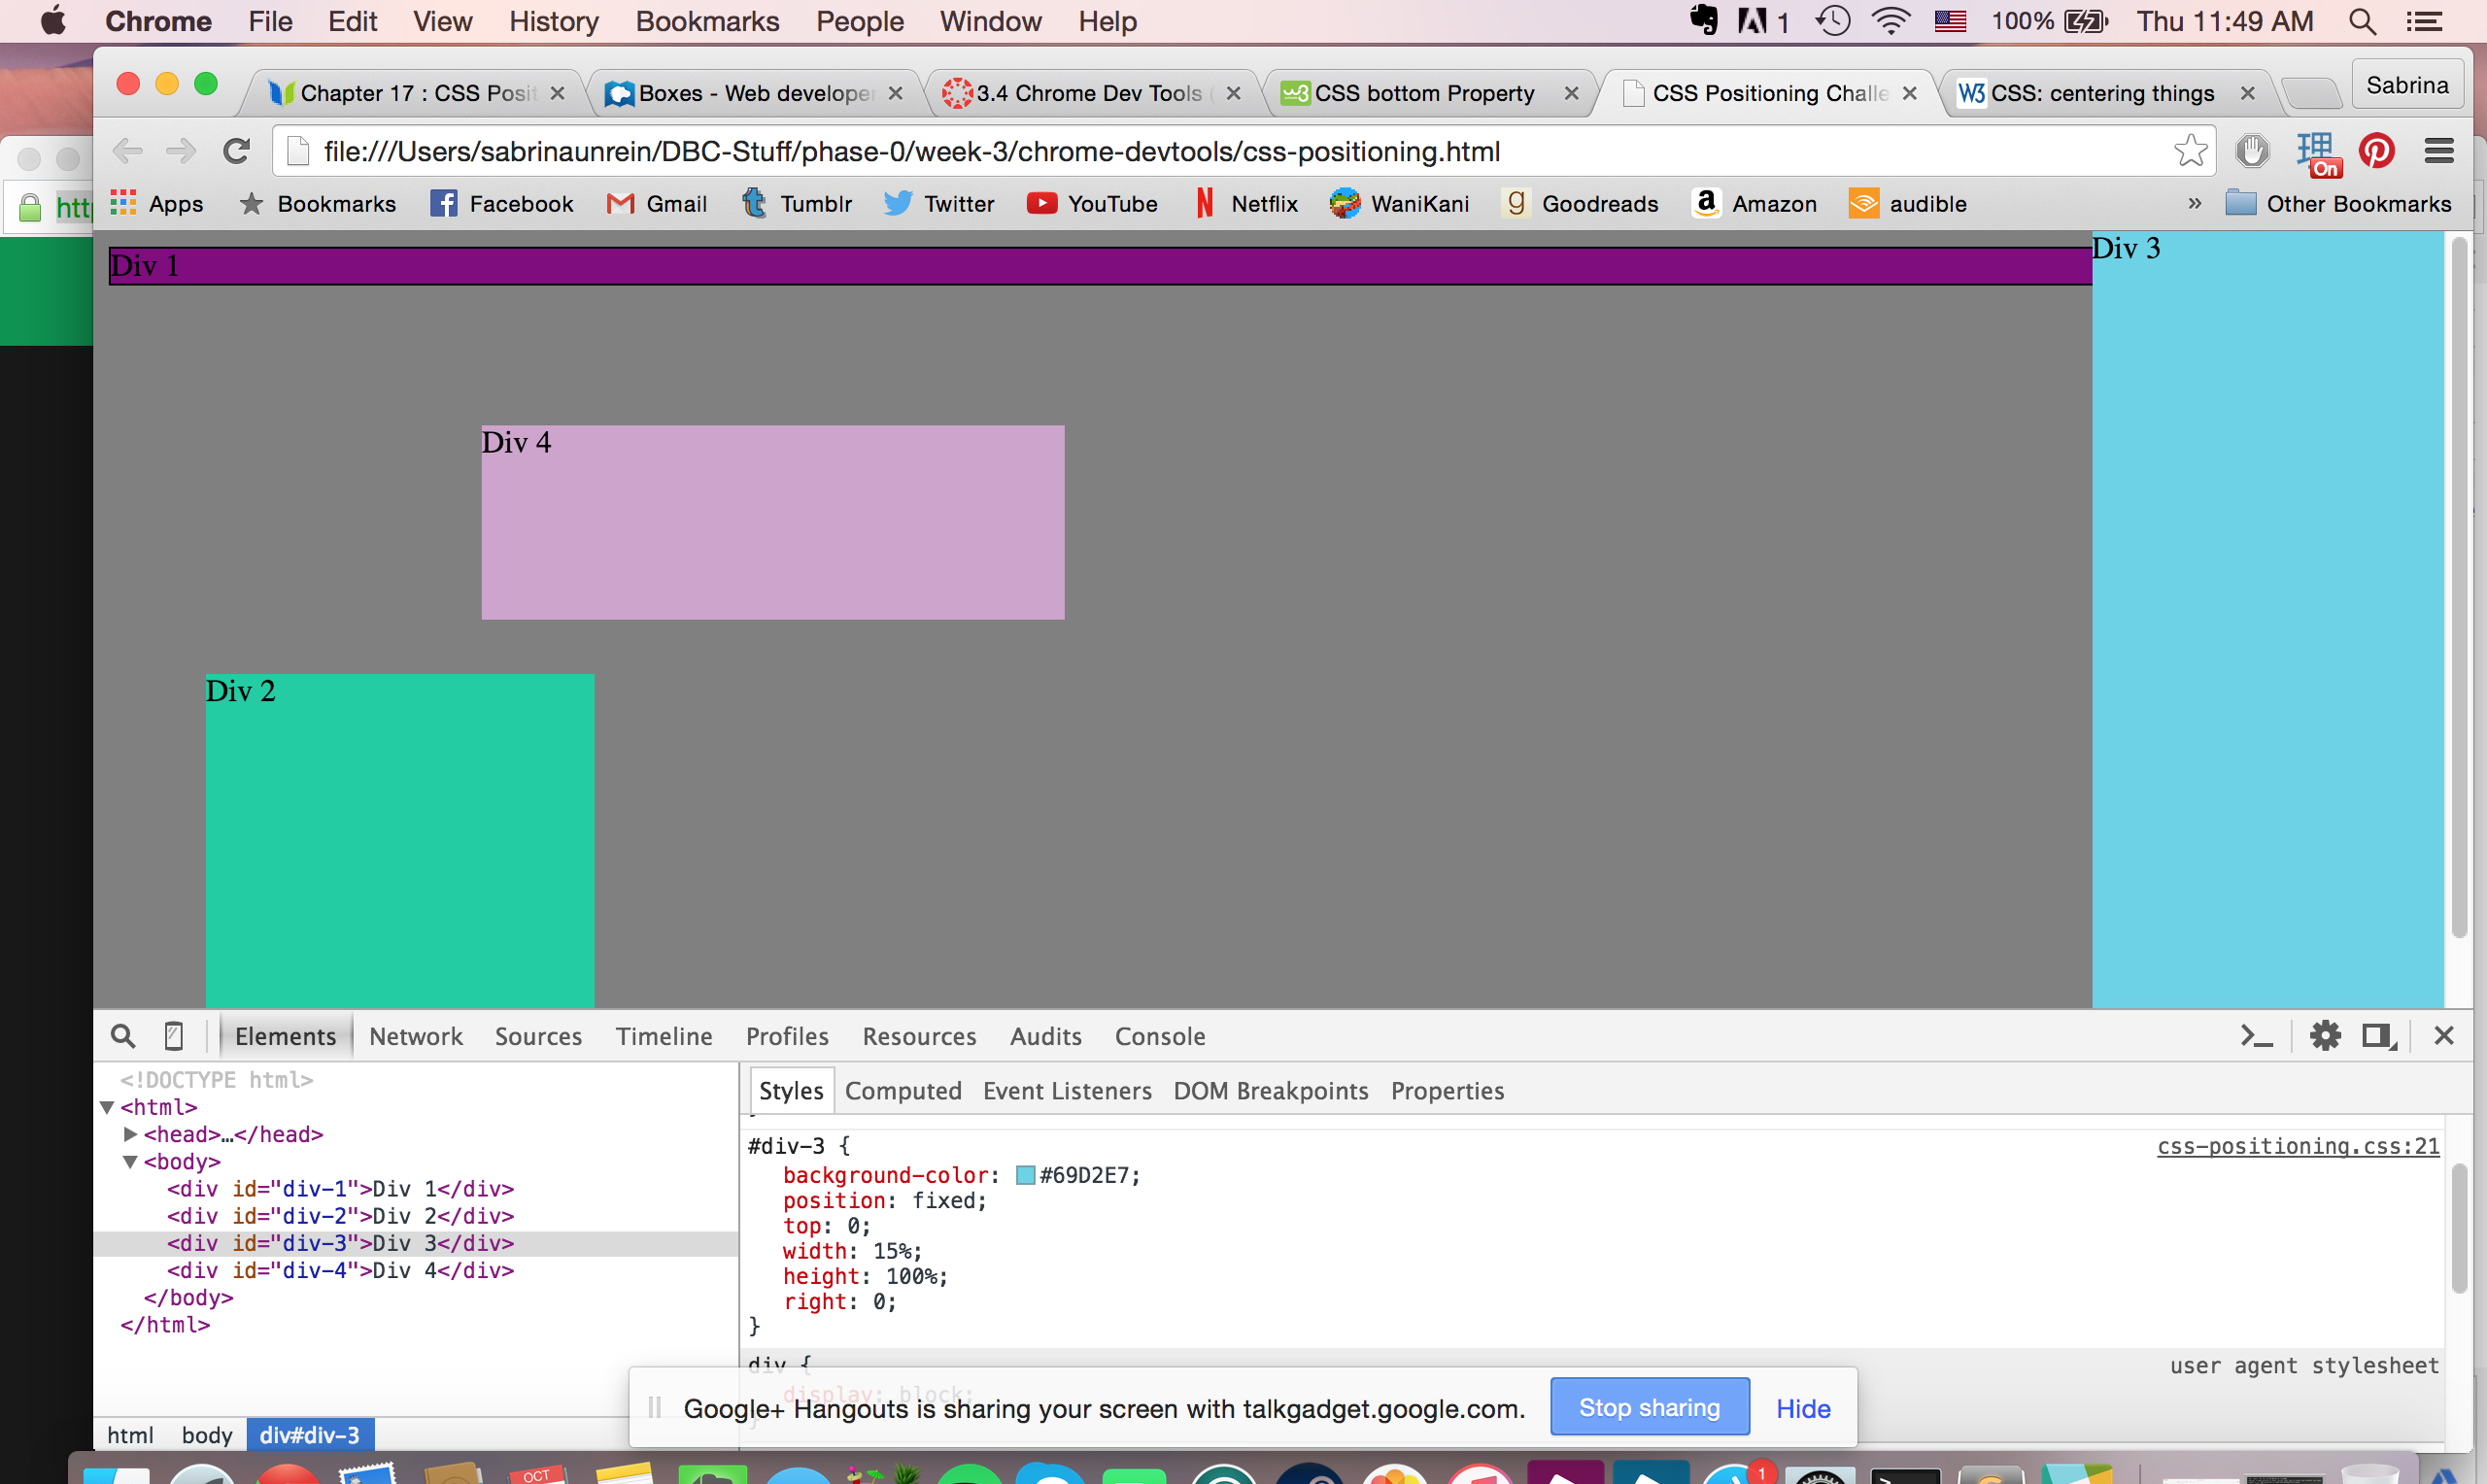 Chrome File Edit View History Bookmarks People Window Help 1 100% Thu 11:49 AM
Chapter 17 : CSS Posit Boxes - Web developer 3.4 Chrome Dev Tools ( CSS bottom Property CSS Positioning Challe W3 CSS: centering things Sabrina
file:///Users/sabrinaunrein/DBC-Stuff/phase-0/week-3/chrome-devtools/css-positioning.html 理 On
http Apps Bookmarks Facebook Gmail Tumblr Twitter YouTube Netflix WaniKani Goodreads Amazon audible » Other Bookmarks
Div 1
Div 3
Div 4
Div 2
Elements Network Sources Timeline Profiles Resources Audits Console
<!DOCTYPE html>
<html>
<head>…</head>
<body>
<div id="div-1">Div 1</div>
<div id="div-2">Div 2</div>
<div id="div-3">Div 3</div>
<div id="div-4">Div 4</div>
</body>
</html>
html body div#div-3
Styles Computed Event Listeners DOM Breakpoints Properties
#div-3 { css-positioning.css:21
background-color: #69D2E7;
position: fixed;
top: 0;
width: 15%;
height: 100%;
right: 0;
}
div { user agent stylesheet
display: block;
}
Google+ Hangouts is sharing your screen with talkgadget.google.com. Stop sharing Hide
OCT 1